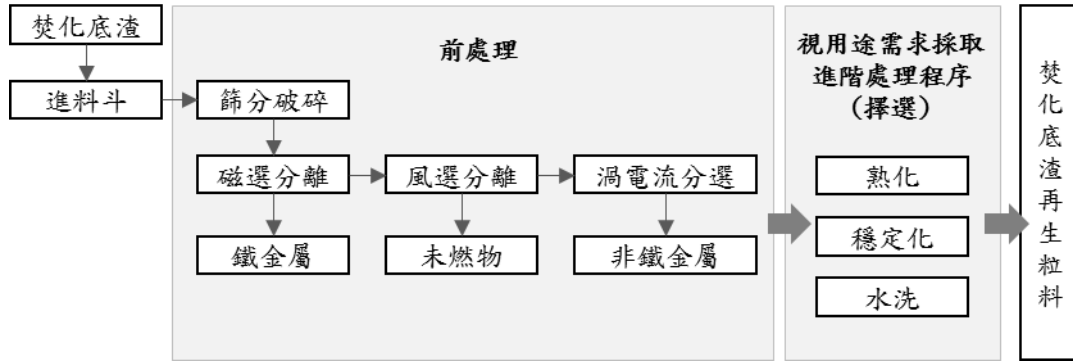 焚化底渣
進料斗
前處理
篩分破碎
磁選分離
風選分離
渦電流分選
鐵金屬
未燃物
非鐵金屬
視用途需求採取
進階處理程序
(擇選)
熟化
穩定化
水洗
焚化底渣再生粒料